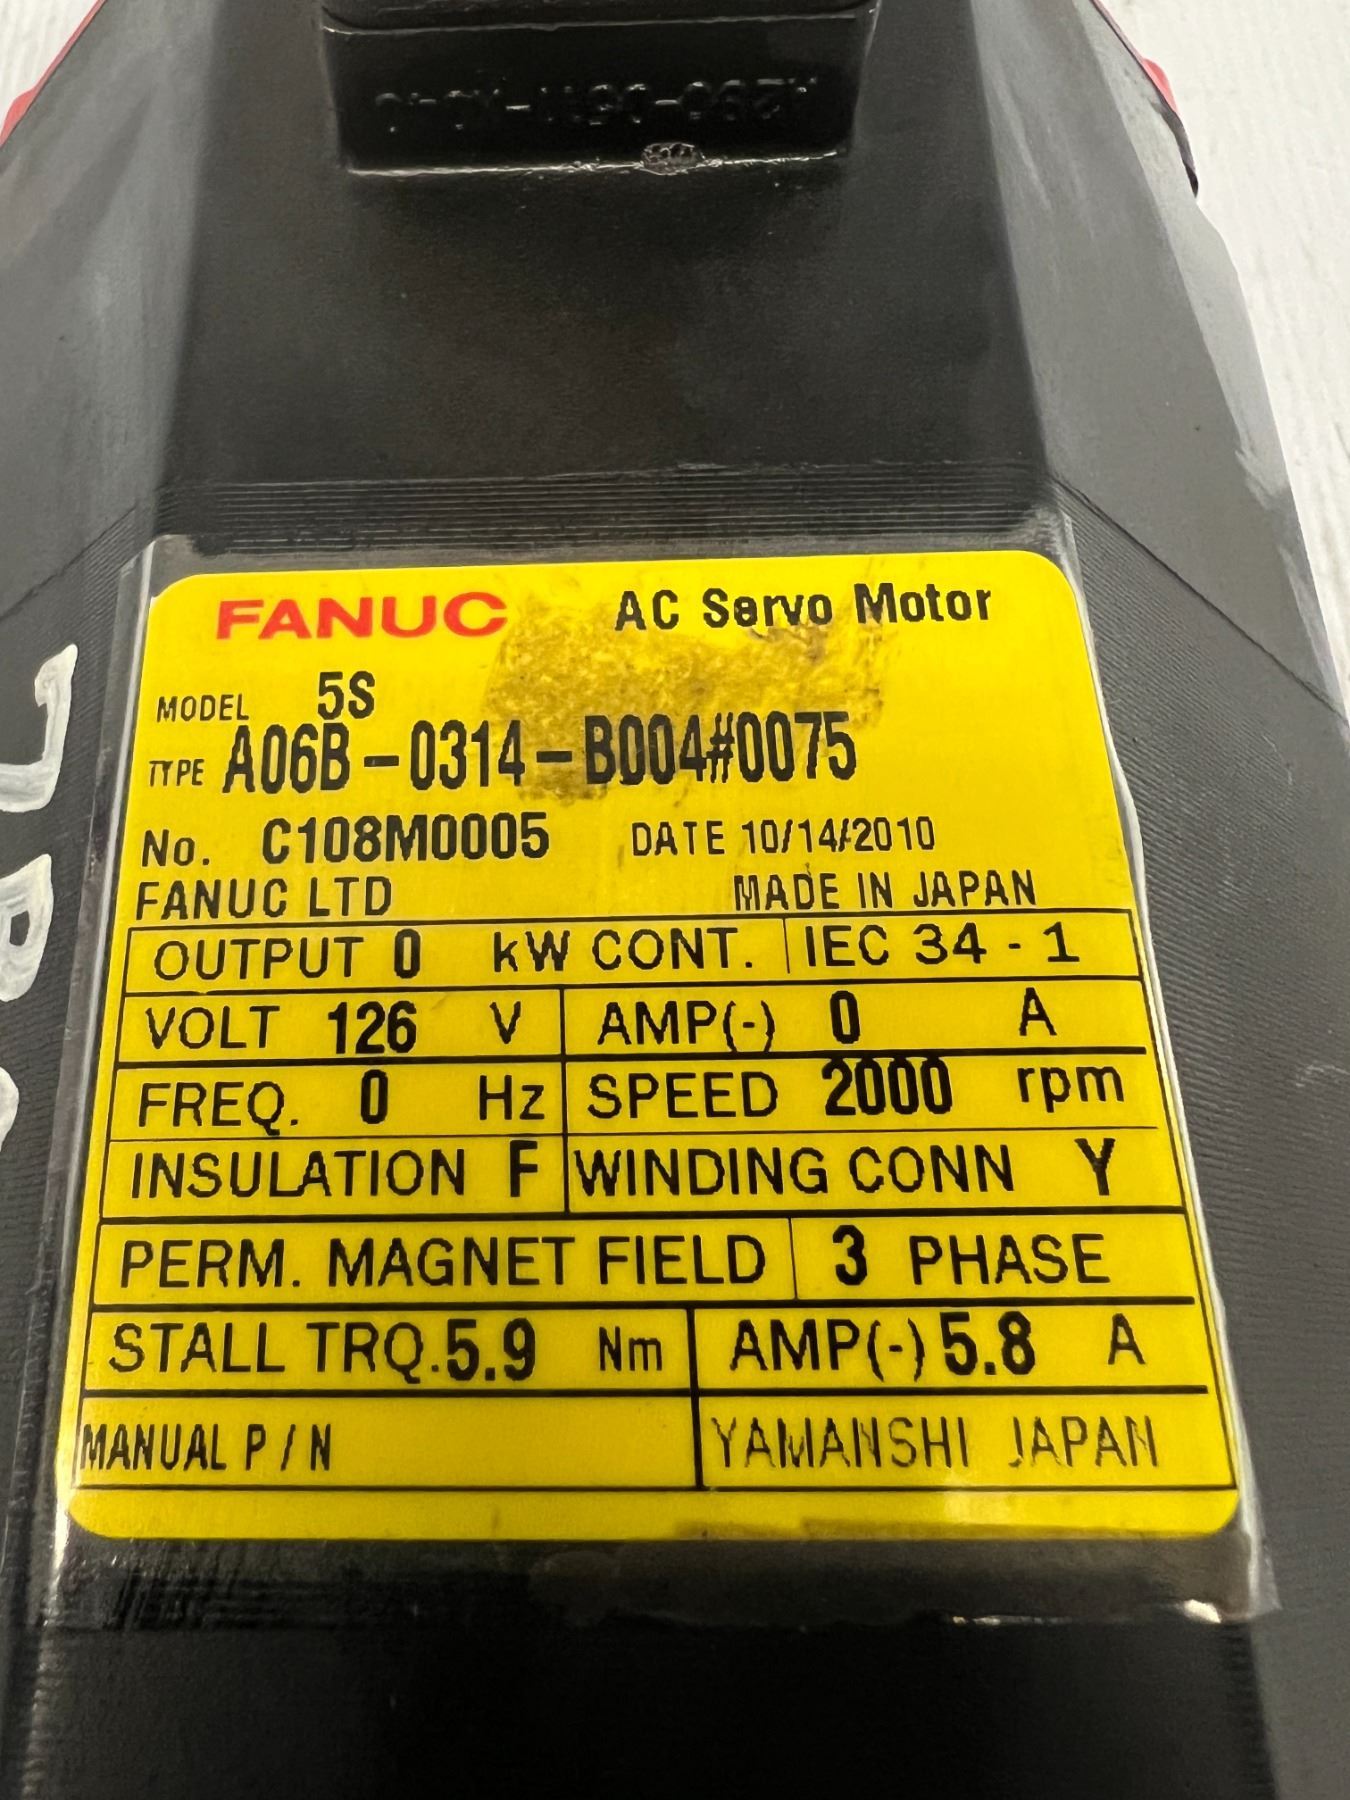 FANUC AC Servo Motor
MODEL 5S
TYPE A06B-0314-B004#0075
No. C108M0005 DATE 10/14/2010
FANUC LTD MADE IN JAPAN
OUTPUT 0 kW CONT. IEC 34 - 1
VOLT 126 V AMP(~) 0 A
FREQ. 0 Hz SPEED 2000 rpm
INSULATION F WINDING CONN Y
PERM. MAGNET FIELD 3 PHASE
STALL TRQ. 5.9 Nm AMP(~) 5.8 A
MANUAL P / N YAMANSHI JAPAN